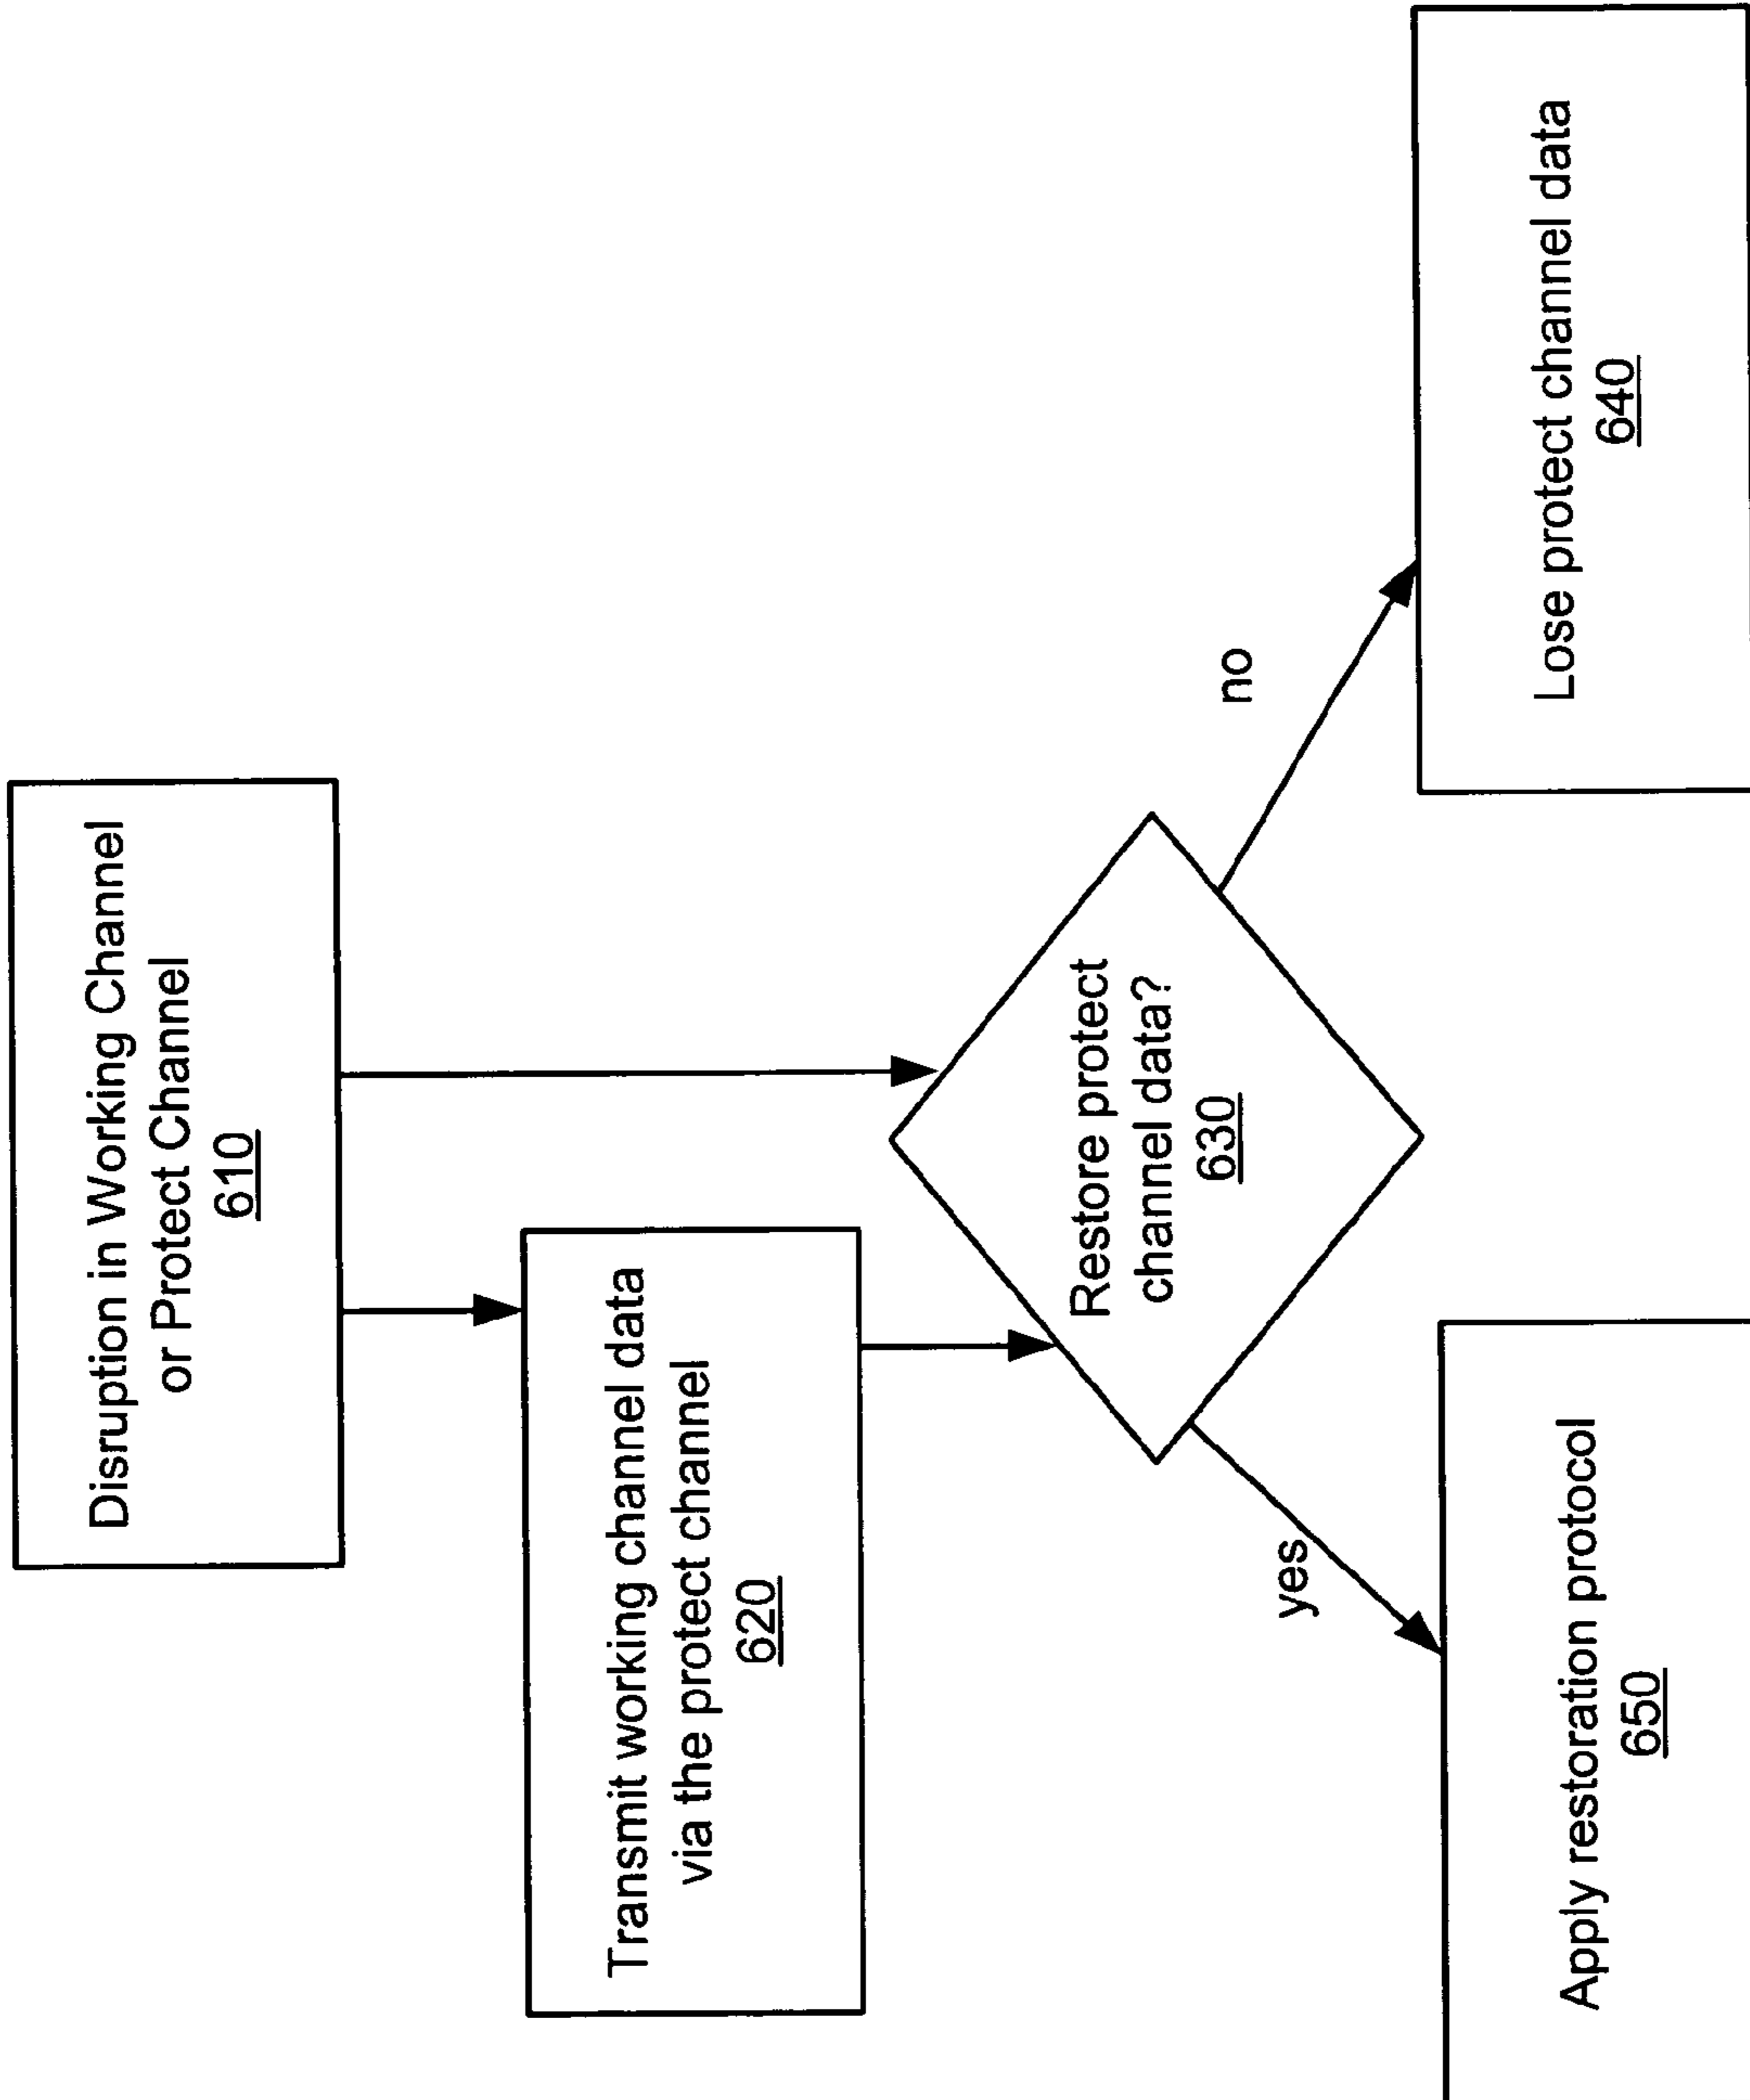 Disruption in Working Channel
or Protect Channel
610
Transmit working channel data
via the protect channel
620
Restore protect
channel data?
630
yes
no
Apply restoration protocol
650
Lose protect channel data
640